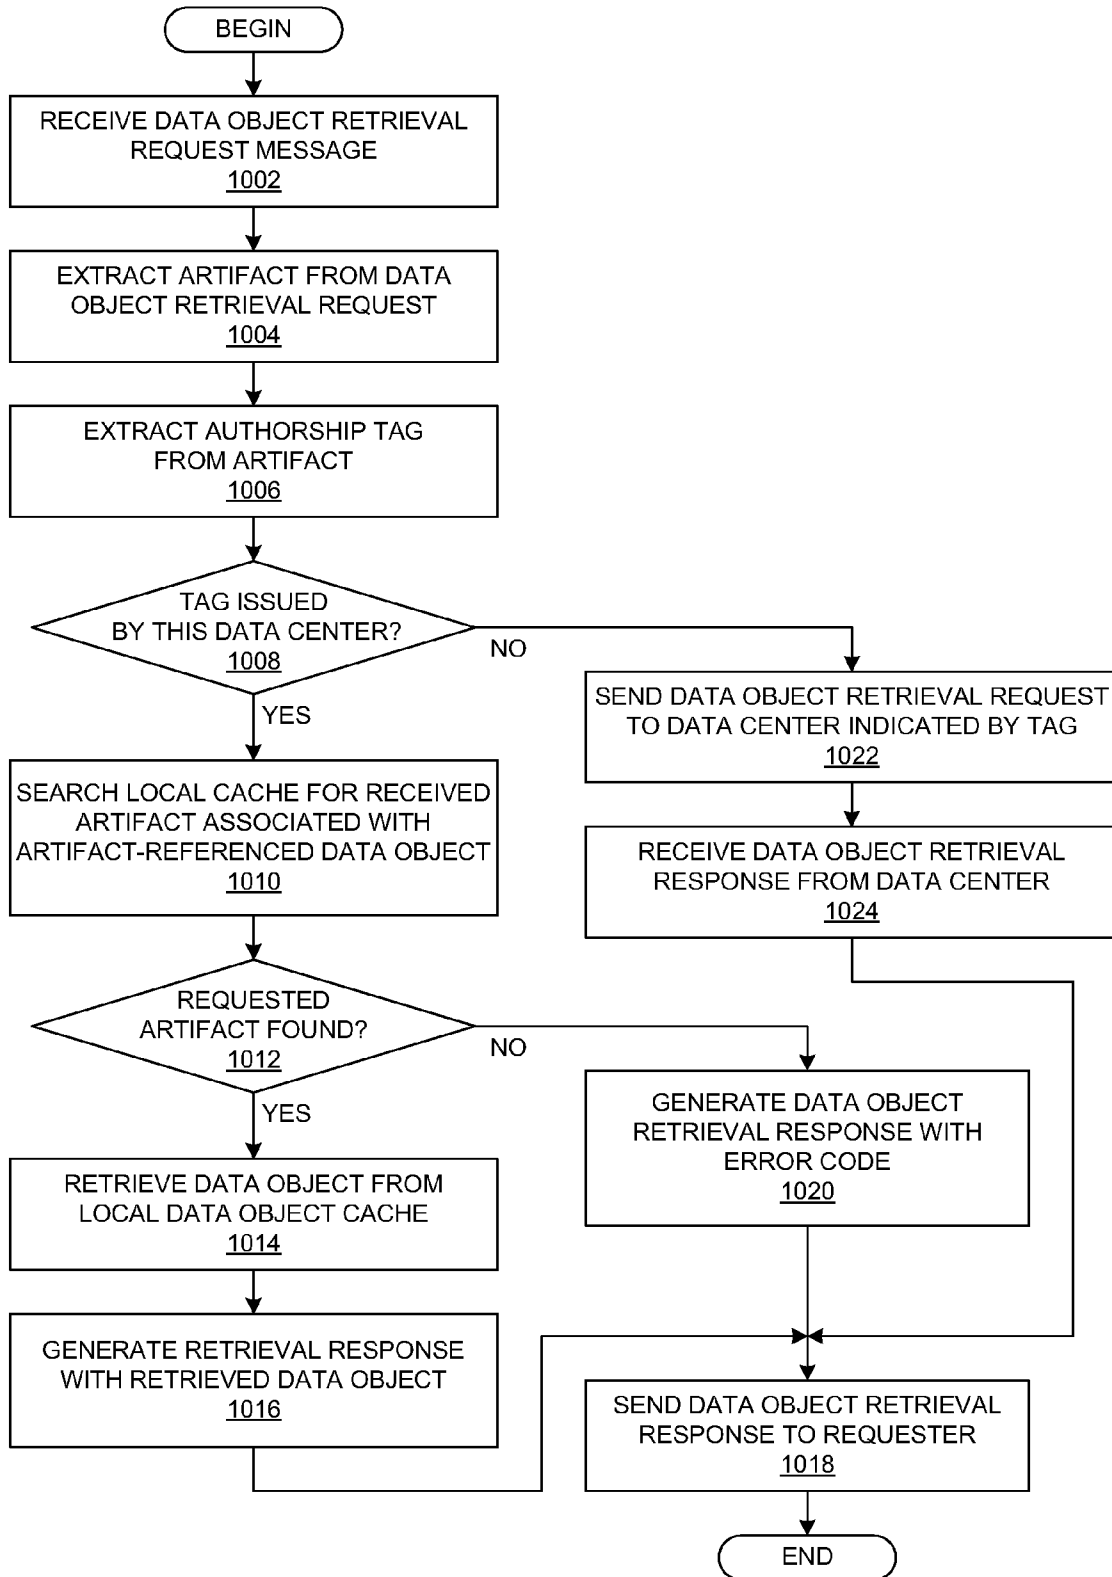 BEGIN
RECEIVE DATA OBJECT RETRIEVAL
REQUEST MESSAGE
1002
EXTRACT ARTIFACT FROM DATA
OBJECT RETRIEVAL REQUEST
1004
EXTRACT AUTHORSHIP TAG
FROM ARTIFACT
1006
TAG ISSUED
BY THIS DATA CENTER?
1008
NO
YES
SEND DATA OBJECT RETRIEVAL REQUEST
TO DATA CENTER INDICATED BY TAG
1022
SEARCH LOCAL CACHE FOR RECEIVED
ARTIFACT ASSOCIATED WITH
ARTIFACT-REFERENCED DATA OBJECT
1010
RECEIVE DATA OBJECT RETRIEVAL
RESPONSE FROM DATA CENTER
1024
REQUESTED
ARTIFACT FOUND?
1012
NO
YES
GENERATE DATA OBJECT
RETRIEVAL RESPONSE WITH
ERROR CODE
1020
RETRIEVE DATA OBJECT FROM
LOCAL DATA OBJECT CACHE
1014
GENERATE RETRIEVAL RESPONSE
WITH RETRIEVED DATA OBJECT
1016
SEND DATA OBJECT RETRIEVAL
RESPONSE TO REQUESTER
1018
END